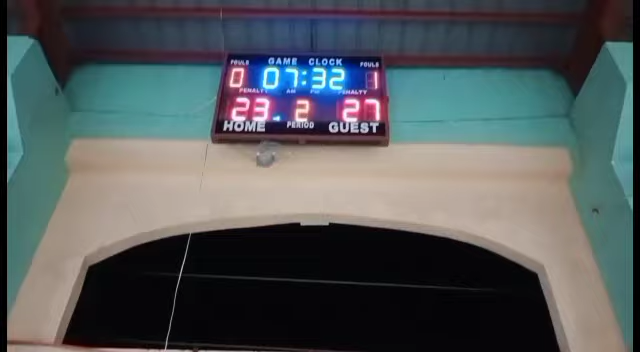 GAME CLOCK
FOULS FOULS
0 07:32 1
PENALTY AM PM PENALTY
23 2 27
HOME PERIOD GUEST